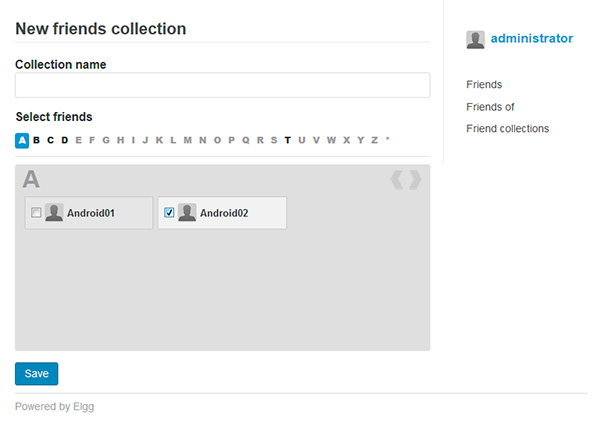 New friends collection
administrator
Collection name
Friends
Friends of
Friend collections
Select friends
A B C D E F G H I J K L M N O P Q R S T U V W X Y Z *
A
Android01 Android02
Save
Powered by Elgg